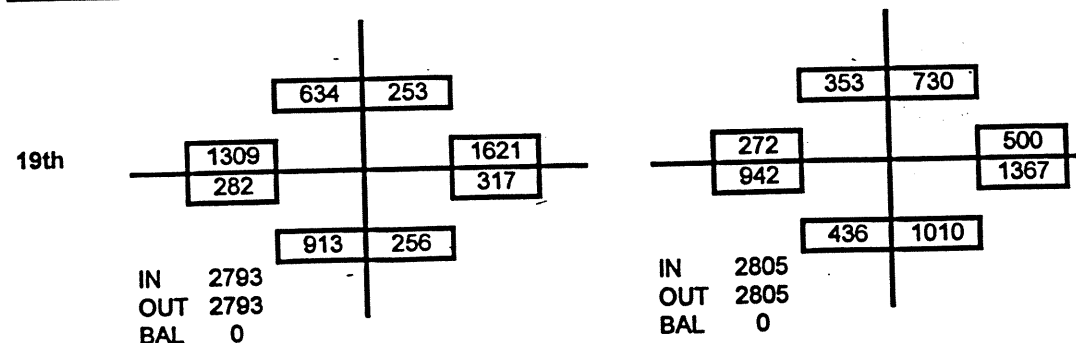 634 253 353 730
19th 1309 1621 272 500
282 317 942 1367
913 256 436 1010
IN 2793 IN 2805
OUT 2793 OUT 2805
BAL 0 BAL 0